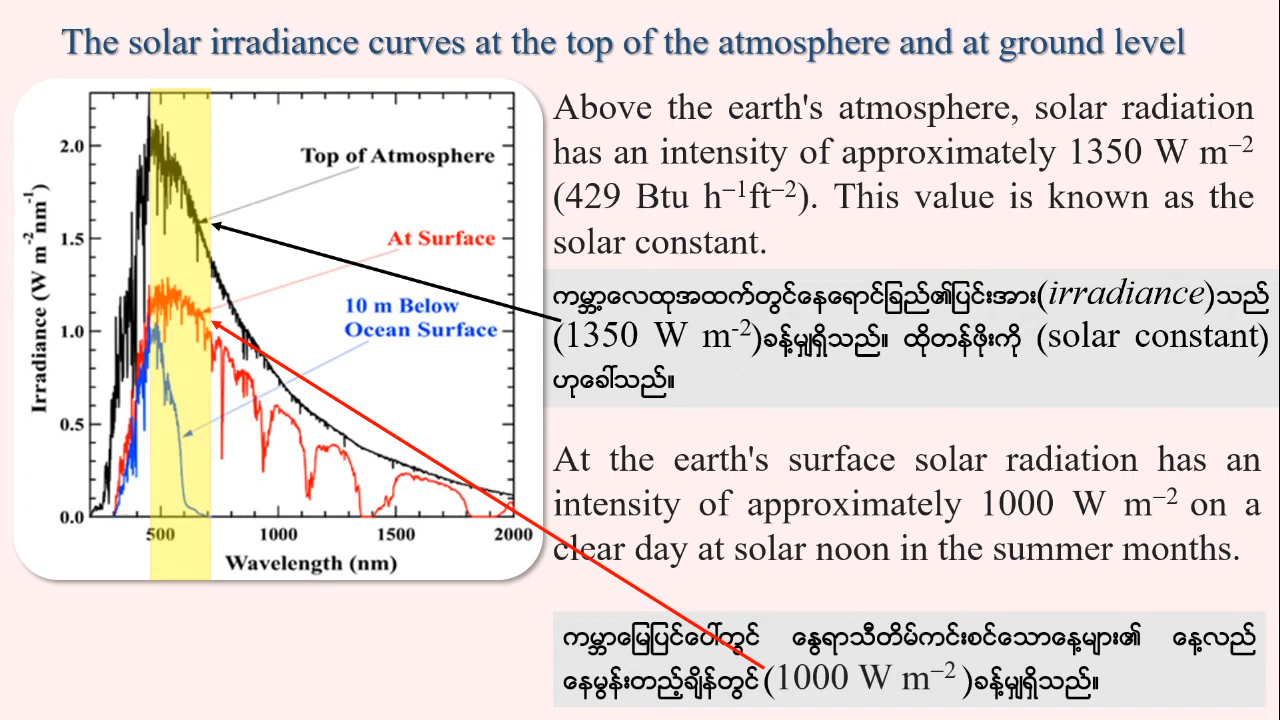 The solar irradiance curves at the top of the atmosphere and at ground level
2.0
1.5
1.0
0.5
0.0
Irradiance (W m⁻² nm⁻¹)
Top of Atmosphere
At Surface
10 m Below
Ocean Surface
500 1000 1500 2000
Wavelength (nm)
Above the earth's atmosphere, solar radiation
has an intensity of approximately 1350 W m⁻²
(429 Btu h⁻¹ft⁻²). This value is known as the
solar constant.
ကမ္ဘာ့လေထုအထက်တွင်နေရောင်ခြည်၏ပြင်းအား(irradiance)သည်
(1350 W m⁻²)ခန့်မျှရှိသည်။ ထိုတန်ဖိုးကို (solar constant)
ဟုခေါ်သည်။
At the earth's surface solar radiation has an
intensity of approximately 1000 W m⁻² on a
clear day at solar noon in the summer months.
ကမ္ဘာမြေပြင်ပေါ်တွင် နွေရာသီတိမ်ကင်းစင်သောနေ့များ၏ နေ့လည်
နေမွန်းတည့်ချိန်တွင်(1000 W m⁻² )ခန့်မျှရှိသည်။